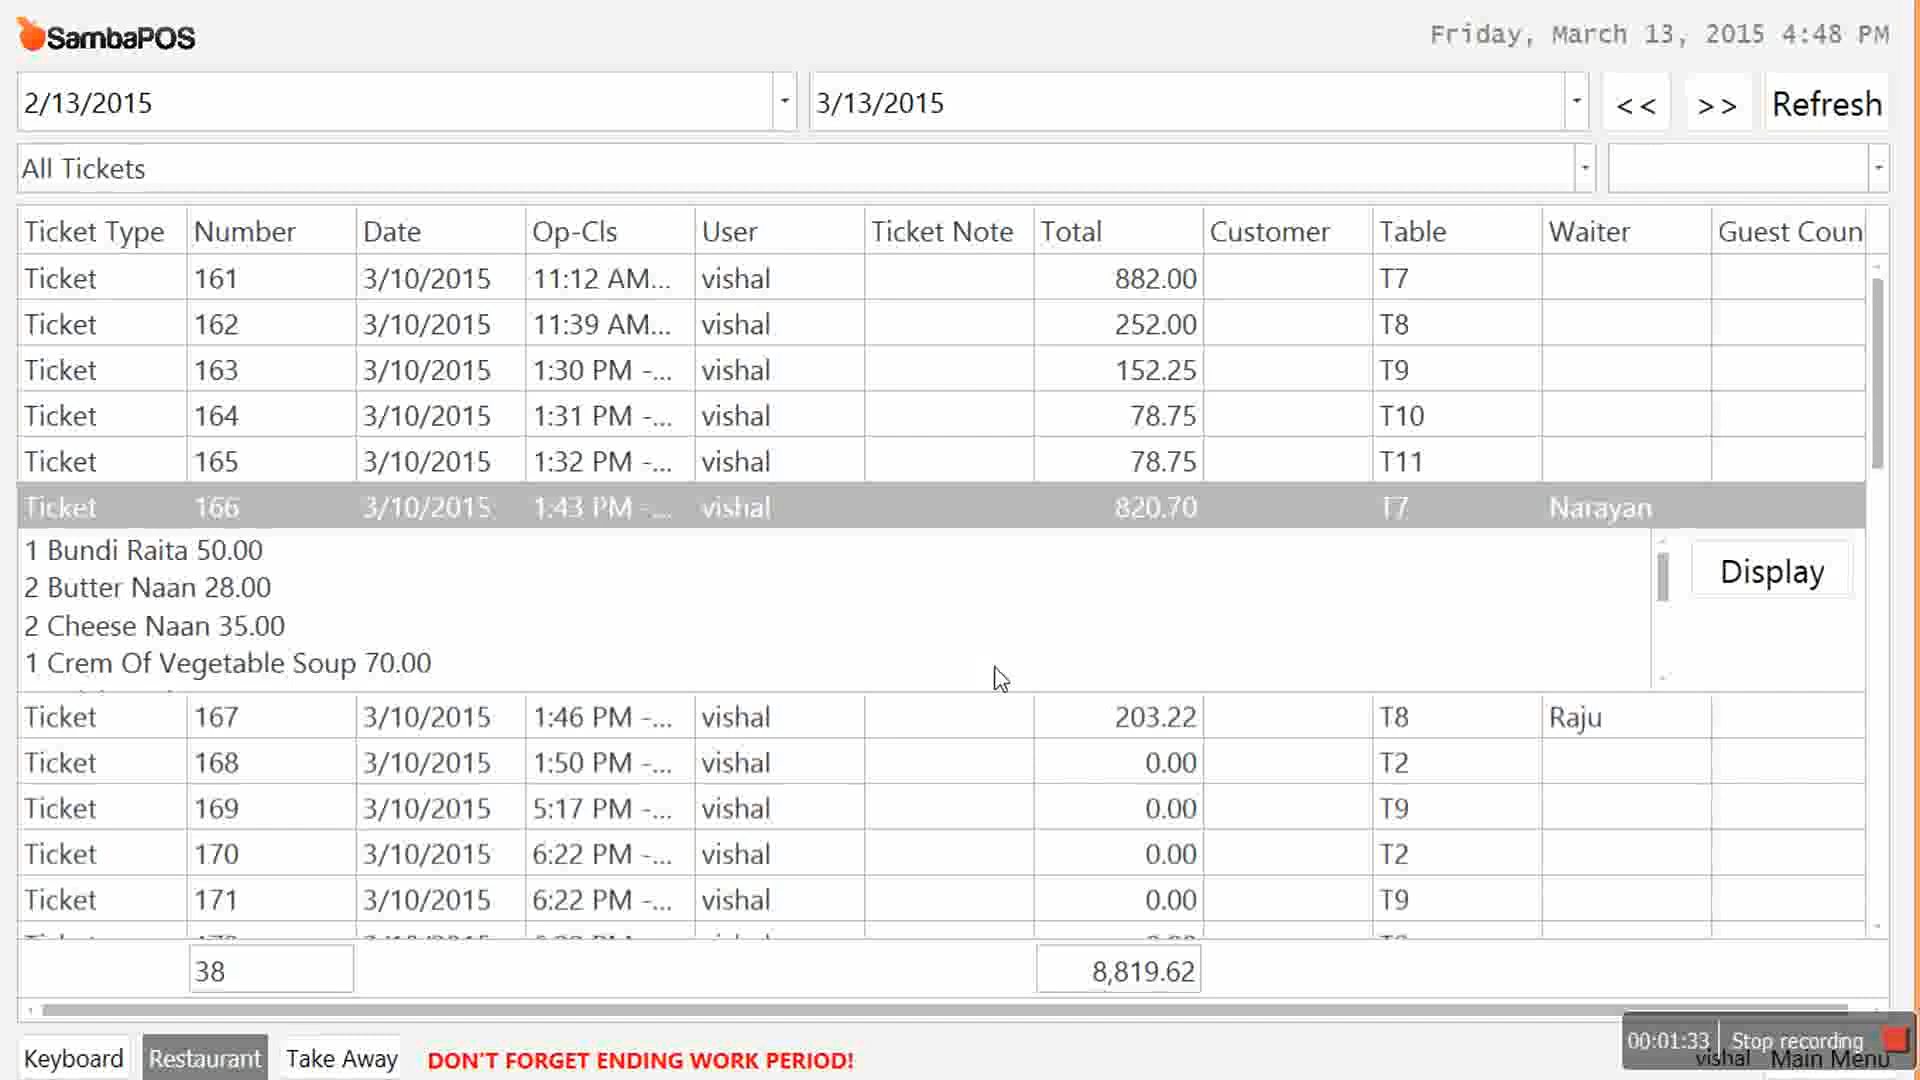 SambaPOS
Friday, March 13, 2015 4:48 PM
2/13/2015 3/13/2015 << >> Refresh
All Tickets
Ticket Type Number Date Op-Cls User Ticket Note Total Customer Table Waiter Guest Coun
Ticket 161 3/10/2015 11:12 AM... vishal 882.00 T7
Ticket 162 3/10/2015 11:39 AM... vishal 252.00 T8
Ticket 163 3/10/2015 1:30 PM -... vishal 152.25 T9
Ticket 164 3/10/2015 1:31 PM -... vishal 78.75 T10
Ticket 165 3/10/2015 1:32 PM -... vishal 78.75 T11
Ticket 166 3/10/2015 1:43 PM -... vishal 820.70 T7 Narayan
1 Bundi Raita 50.00
2 Butter Naan 28.00
2 Cheese Naan 35.00
1 Crem Of Vegetable Soup 70.00
Display
Ticket 167 3/10/2015 1:46 PM -... vishal 203.22 T8 Raju
Ticket 168 3/10/2015 1:50 PM -... vishal 0.00 T2
Ticket 169 3/10/2015 5:17 PM -... vishal 0.00 T9
Ticket 170 3/10/2015 6:22 PM -... vishal 0.00 T2
Ticket 171 3/10/2015 6:22 PM -... vishal 0.00 T9
38 8,819.62
00:01:33 Stop recording
Keyboard Restaurant Take Away DON'T FORGET ENDING WORK PERIOD! vishal Main Menu